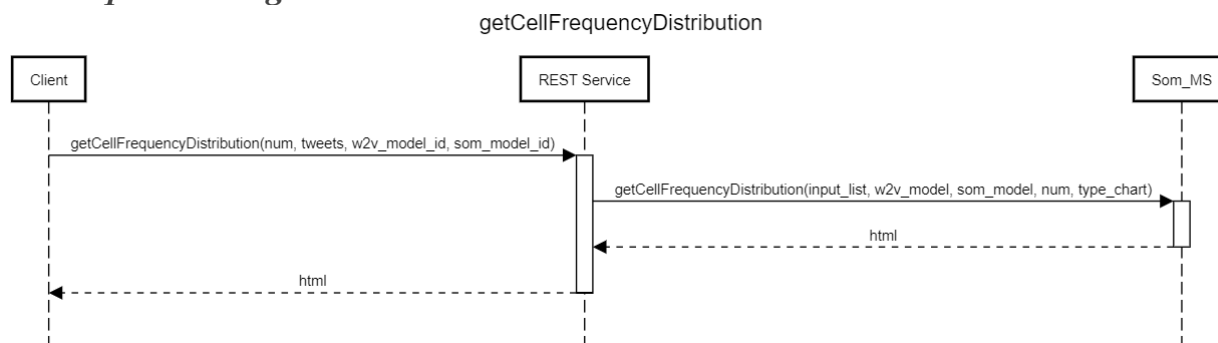 getCellFrequencyDistribution
Client
REST Service
Som_MS
getCellFrequencyDistribution(num, tweets, w2v_model_id, som_model_id)
getCellFrequencyDistribution(input_list, w2v_model, som_model, num, type_chart)
html
html